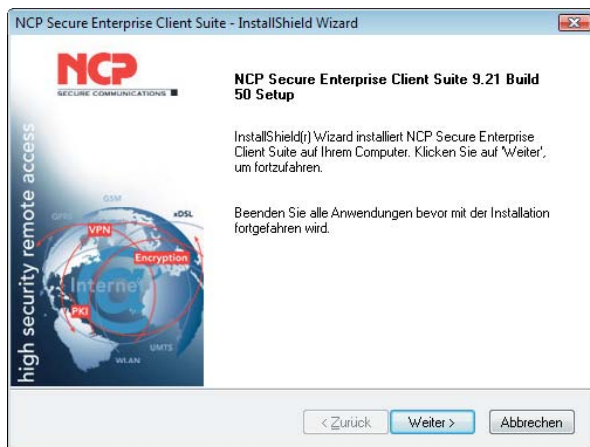 NCP Secure Enterprise Client Suite - InstallShield Wizard
NCP
SECURE COMMUNICATIONS
high security remote access
GSM
GPRS
xDSL
VPN
Encryption
Internet
PKI
UMTS
WLAN
NCP Secure Enterprise Client Suite 9.21 Build
50 Setup
InstallShield(r) Wizard installiert NCP Secure Enterprise
Client Suite auf Ihrem Computer. Klicken Sie auf 'Weiter',
um fortzufahren.
Beenden Sie alle Anwendungen bevor mit der Installation
fortgefahren wird.
< Zurück
Weiter >
Abbrechen